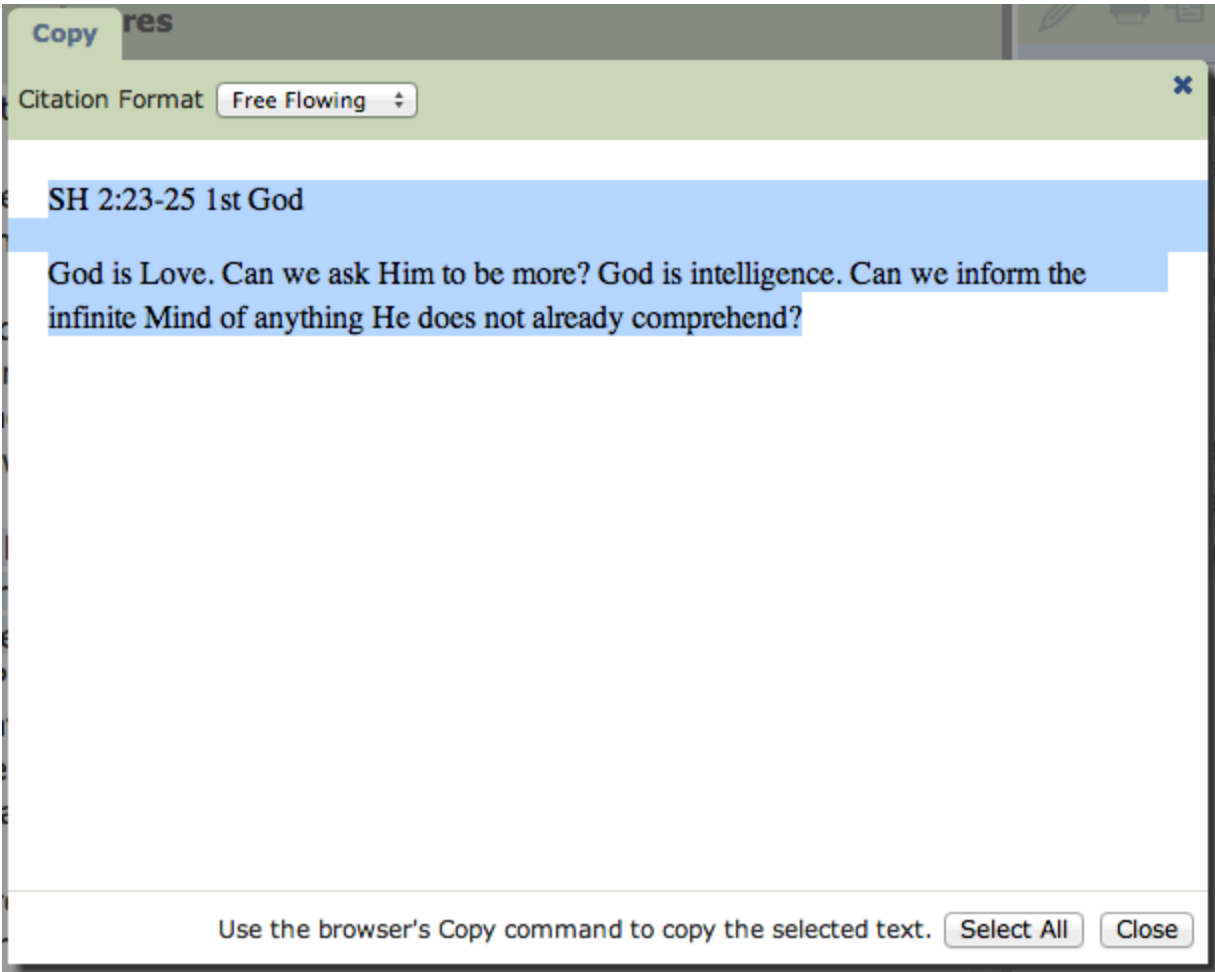 res
Copy
Citation Format Free Flowing
SH 2:23-25 1st God
God is Love. Can we ask Him to be more? God is intelligence. Can we inform the
infinite Mind of anything He does not already comprehend?
Use the browser's Copy command to copy the selected text. Select All Close